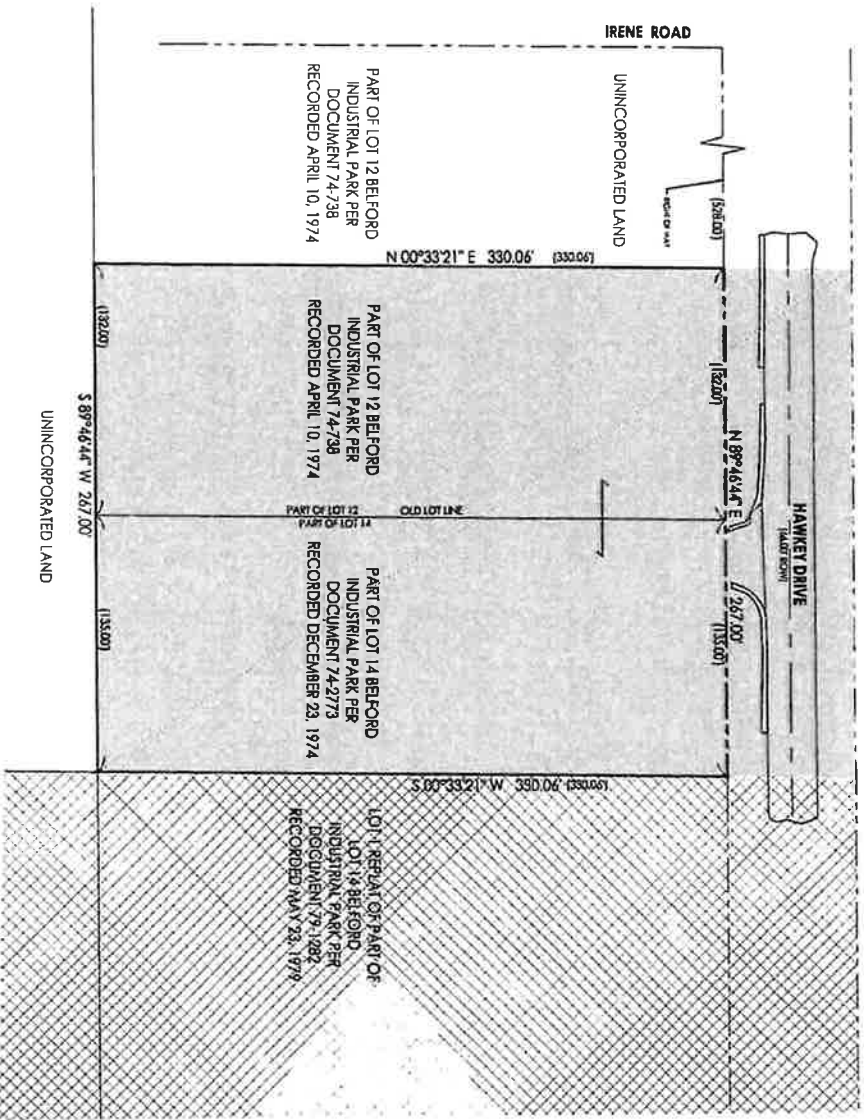 IRENE ROAD
PART OF LOT 12 BELFORD
INDUSTRIAL PARK PER
DOCUMENT 74-738
RECORDED APRIL 10, 1974
UNINCORPORATED LAND
RIGHT OF WAY
(528.00)
N 00°33'21" E 330.06' (330.06)
(132.00)
PART OF LOT 12 BELFORD
INDUSTRIAL PARK PER
DOCUMENT 74-738
RECORDED APRIL 10, 1974
(132.00)
N 89°46'44" E 267.00'
HAWKEY DRIVE
S 89°46'44" W 267.00'
UNINCORPORATED LAND
PART OF LOT 12 OLD LOT LINE
PART OF LOT 14
(135.00)
PART OF LOT 14 BELFORD
INDUSTRIAL PARK PER
DOCUMENT 74-2773
RECORDED DECEMBER 23, 1974
(135.00)
S 00°33'21" W 330.06' (330.06)
LOT 1 REPLAT OF PART OF
LOT 14 BELFORD
INDUSTRIAL PARK PER
DOCUMENT 79-1282
RECORDED MAY 23, 1979